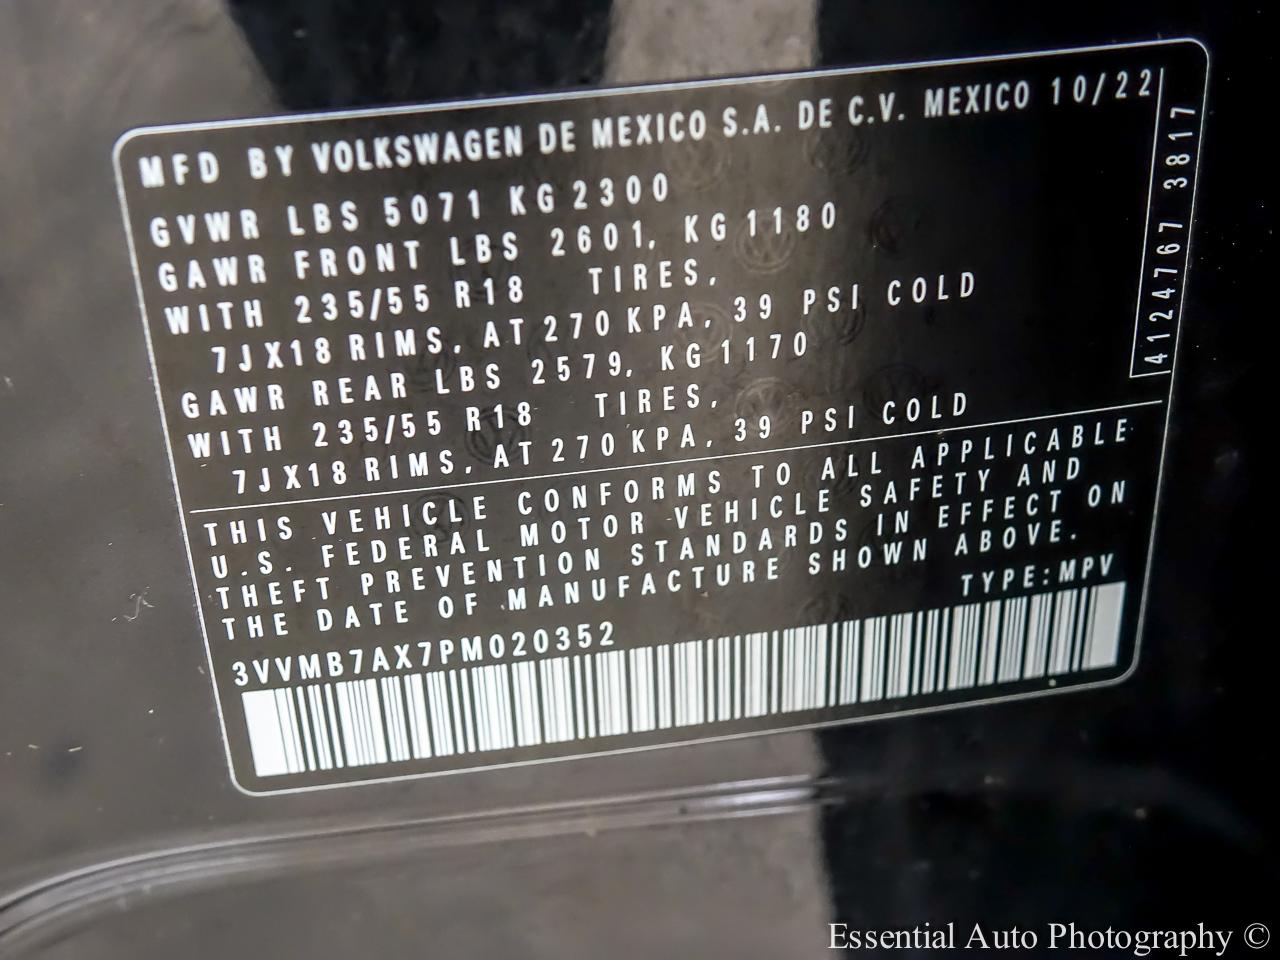 MFD BY VOLKSWAGEN DE MEXICO S.A. DE C.V. MEXICO 10/22
GVWR LBS 5071 KG 2300
GAWR FRONT LBS 2601, KG 1180
WITH 235/55 R18 TIRES,
7JX18 RIMS, AT 270 KPA, 39 PSI COLD
GAWR REAR LBS 2579, KG 1170
WITH 235/55 R18 TIRES,
7JX18 RIMS, AT 270 KPA, 39 PSI COLD
4124767 3817
THIS VEHICLE CONFORMS TO ALL APPLICABLE
U.S. FEDERAL MOTOR VEHICLE SAFETY AND
THEFT PREVENTION STANDARDS IN EFFECT ON
THE DATE OF MANUFACTURE SHOWN ABOVE.
TYPE:MPV
3VVMB7AX7PM020352
Essential Auto Photography ©